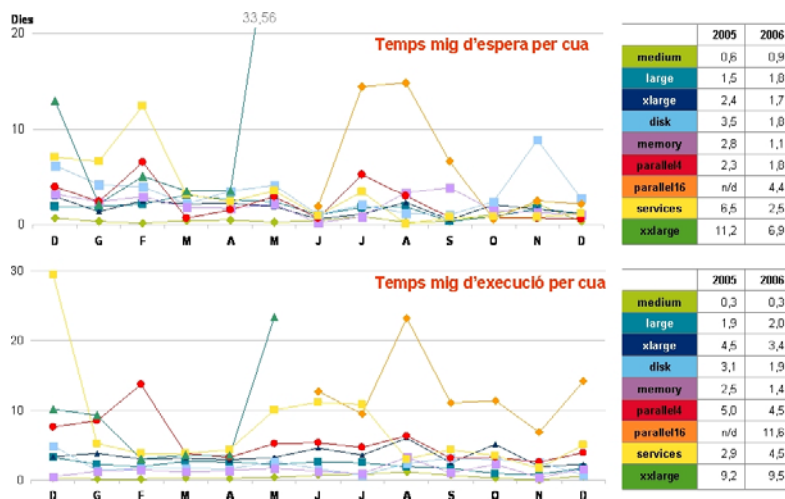 Dies
33,56
20
Temps mig d'espera per cua
10
0
D G F M A M J J A S O N D
2005 2006
medium 0,6 0,9
large 1,5 1,8
xlarge 2,4 1,7
disk 3,5 1,8
memory 2,8 1,1
parallel4 2,3 1,8
parallel16 n/d 4,4
services 6,5 2,5
xxlarge 11,2 6,9
30
Temps mig d'execució per cua
20
10
0
D G F M A M J J A S O N D
2005 2006
medium 0,3 0,3
large 1,9 2,0
xlarge 4,5 3,4
disk 3,1 1,9
memory 2,5 1,4
parallel4 5,0 4,5
parallel16 n/d 11,6
services 2,9 4,5
xxlarge 9,2 9,5